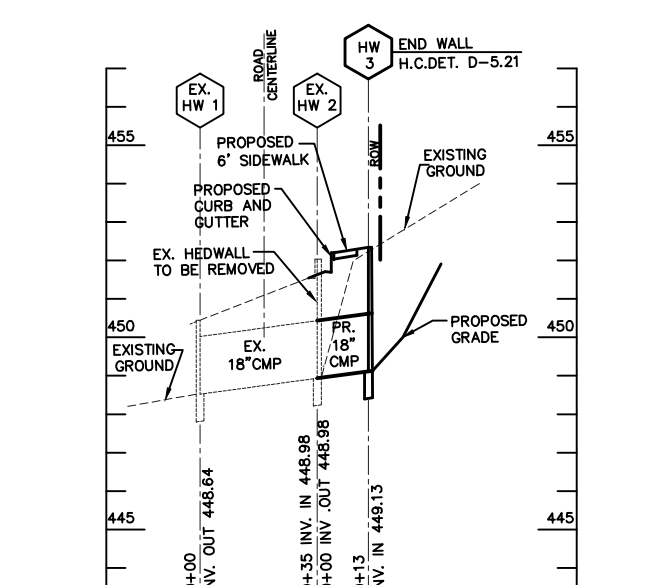 HW
3
END WALL
H.C.DET. D-5.21
ROAD
CENTERLINE
EX.
HW 1
EX.
HW 2
455
455
PROPOSED
6' SIDEWALK
ROW
EXISTING
GROUND
PROPOSED
CURB AND
GUTTER
EX. HEDWALL
TO BE REMOVED
450
450
PR.
18"
CMP
EX.
18"CMP
PROPOSED
GRADE
EXISTING
GROUND
445
445
+00
NV. OUT 448.64
+35 INV. IN 448.98
+00 INV .OUT 448.98
+13
NV. IN 449.13